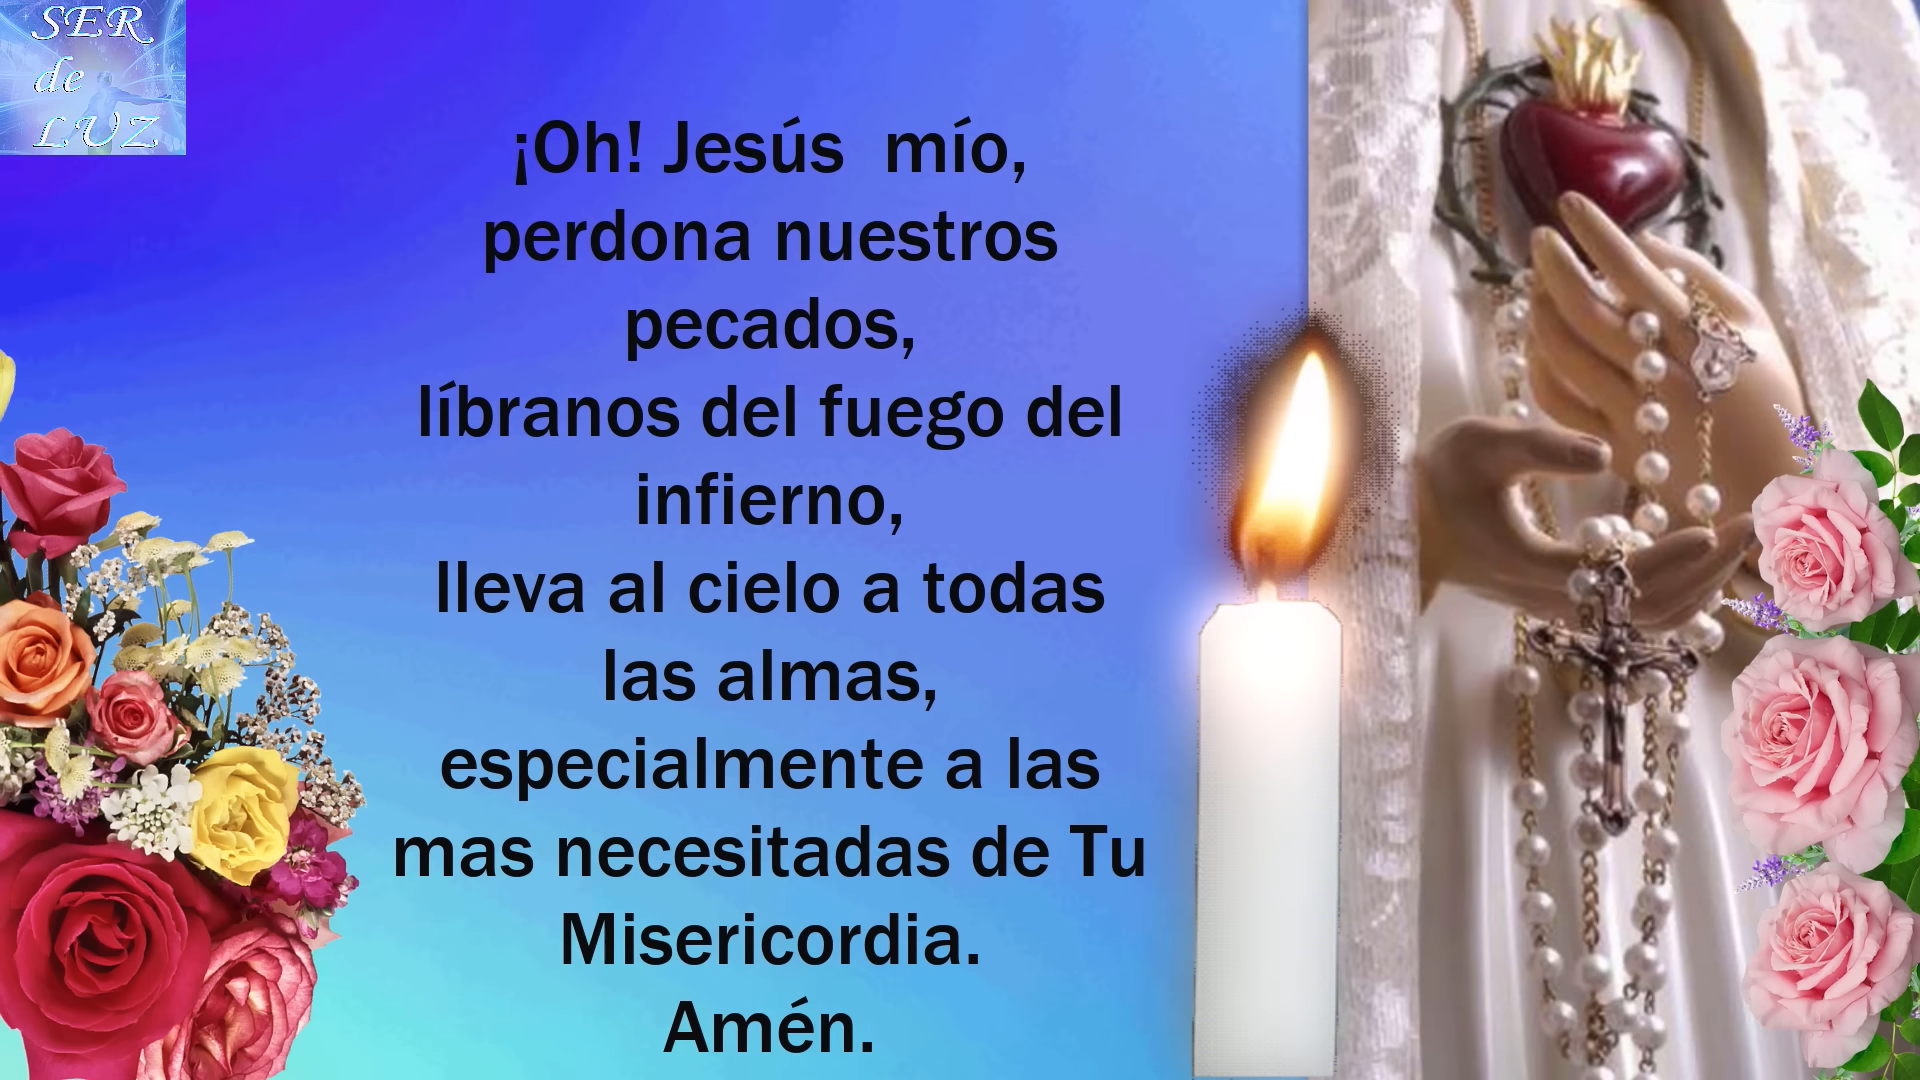 SER
de
LUZ
¡Oh! Jesús  mío,
perdona nuestros
pecados,
líbranos del fuego del
infierno,
lleva al cielo a todas
las almas,
especialmente a las
mas necesitadas de Tu
Misericordia.
Amén.